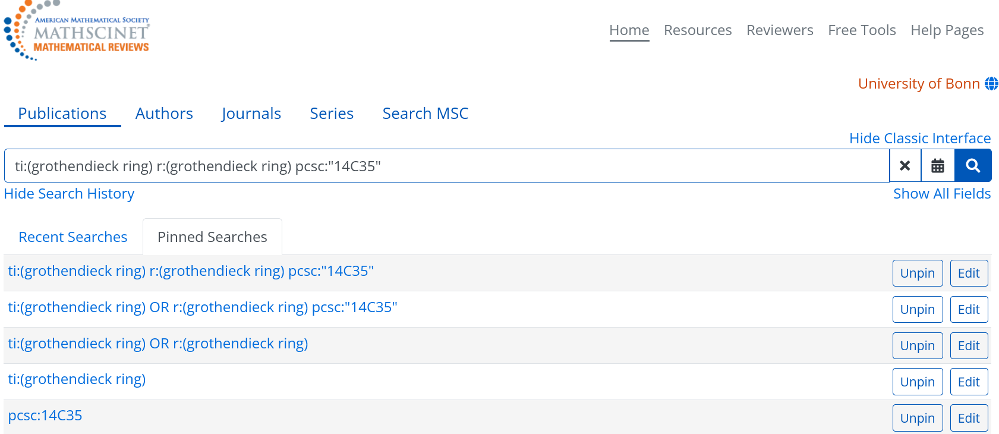 AMERICAN MATHEMATICAL SOCIETY
MATHSCINET
MATHEMATICAL REVIEWS
Home Resources Reviewers Free Tools Help Pages
University of Bonn
Publications Authors Journals Series Search MSC
Hide Classic Interface
ti:(grothendieck ring) r:(grothendieck ring) pcsc:"14C35"
Hide Search History Show All Fields
Recent Searches Pinned Searches
ti:(grothendieck ring) r:(grothendieck ring) pcsc:"14C35" Unpin Edit
ti:(grothendieck ring) OR r:(grothendieck ring) pcsc:"14C35" Unpin Edit
ti:(grothendieck ring) OR r:(grothendieck ring) Unpin Edit
ti:(grothendieck ring) Unpin Edit
pcsc:14C35 Unpin Edit